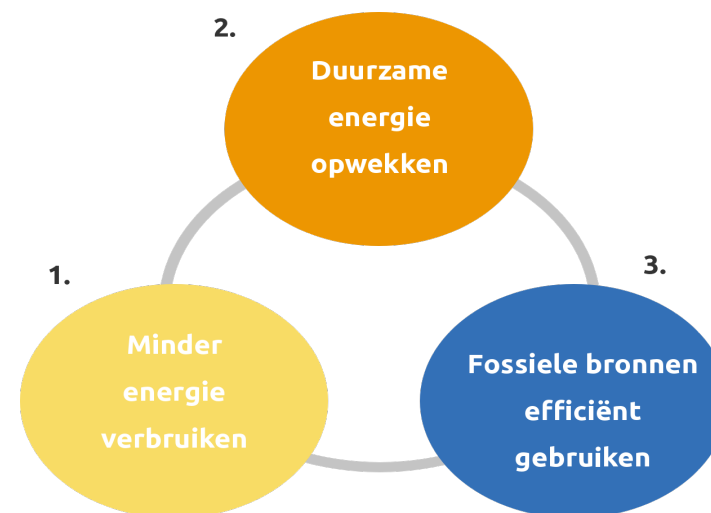 1.
Minder
energie
verbruiken
2.
Duurzame
energie
opwekken
3.
Fossiele bronnen
efficiënt
gebruiken